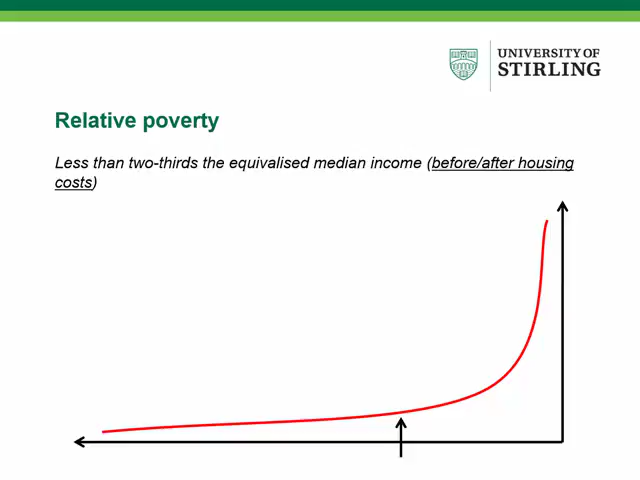 UNIVERSITY OF
STIRLING
Relative poverty
Less than two-thirds the equivalised median income (before/after housing
costs)